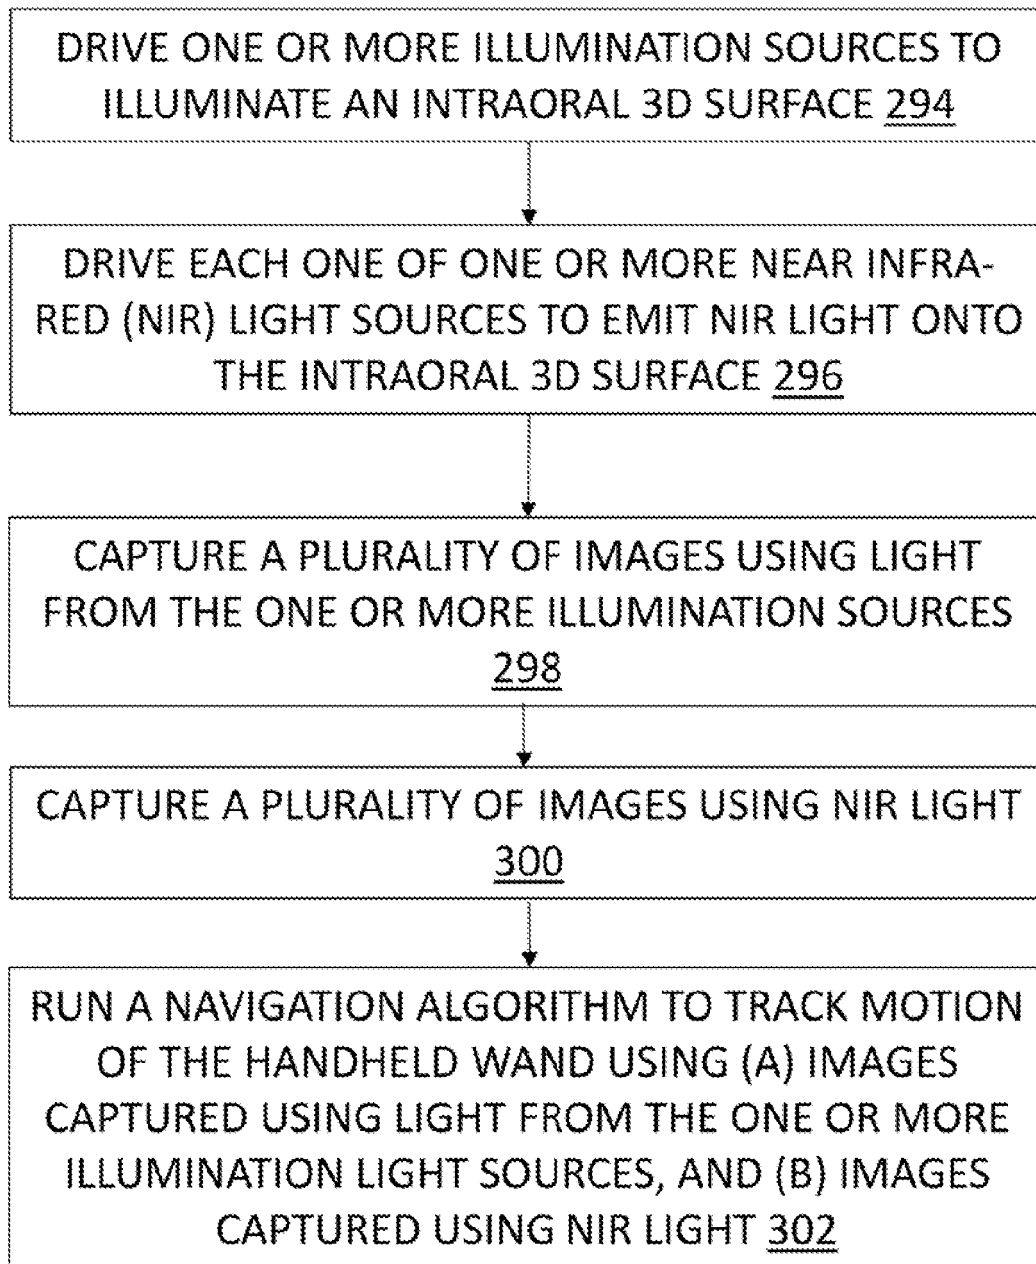 DRIVE ONE OR MORE ILLUMINATION SOURCES TO
ILLUMINATE AN INTRAORAL 3D SURFACE 294
DRIVE EACH ONE OF ONE OR MORE NEAR INFRA-
RED (NIR) LIGHT SOURCES TO EMIT NIR LIGHT ONTO
THE INTRAORAL 3D SURFACE 296
CAPTURE A PLURALITY OF IMAGES USING LIGHT
FROM THE ONE OR MORE ILLUMINATION SOURCES
298
CAPTURE A PLURALITY OF IMAGES USING NIR LIGHT
300
RUN A NAVIGATION ALGORITHM TO TRACK MOTION
OF THE HANDHELD WAND USING (A) IMAGES
CAPTURED USING LIGHT FROM THE ONE OR MORE
ILLUMINATION LIGHT SOURCES, AND (B) IMAGES
CAPTURED USING NIR LIGHT 302